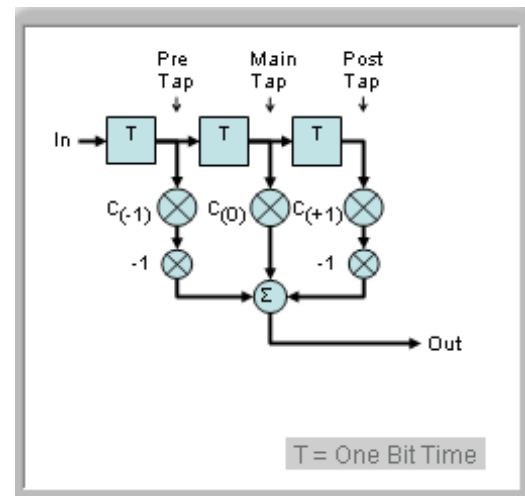 Pre Main Post
Tap Tap Tap
In T T T
C(-1) C(0) C(+1)
-1 -1
Σ
Out
T = One Bit Time